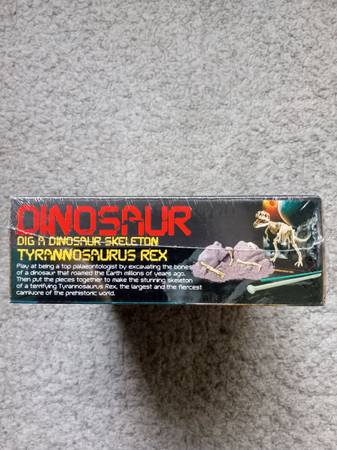 DINOSAUR
DIG A DINOSAUR SKELETON
TYRANNOSAURUS REX
Play at being a top palaeontologist by excavating the bones
of a dinosaur that roamed the Earth millons of years ago.
Then put the pieces together to make the stunning skeleton
of a terrifying Tyrannosaurus Rex, the largest and the fiercest
carnivore of the prehistoric world.